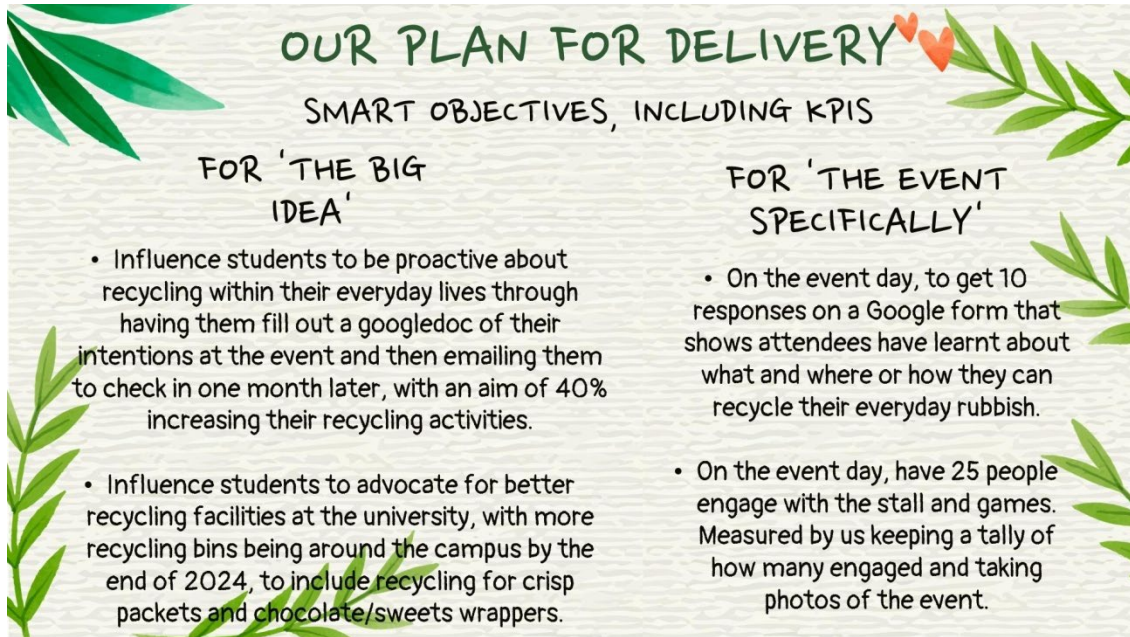 OUR PLAN FOR DELIVERY
SMART OBJECTIVES, INCLUDING KPIS
FOR 'THE BIG
IDEA'
• Influence students to be proactive about
recycling within their everyday lives through
having them fill out a googledoc of their
intentions at the event and then emailing them
to check in one month later, with an aim of 40%
increasing their recycling activities.
• Influence students to advocate for better
recycling facilities at the university, with more
recycling bins being around the campus by the
end of 2024, to include recycling for crisp
packets and chocolate/sweets wrappers.
FOR 'THE EVENT
SPECIFICALLY'
• On the event day, to get 10
responses on a Google form that
shows attendees have learnt about
what and where or how they can
recycle their everyday rubbish.
• On the event day, have 25 people
engage with the stall and games.
Measured by us keeping a tally of
how many engaged and taking
photos of the event.